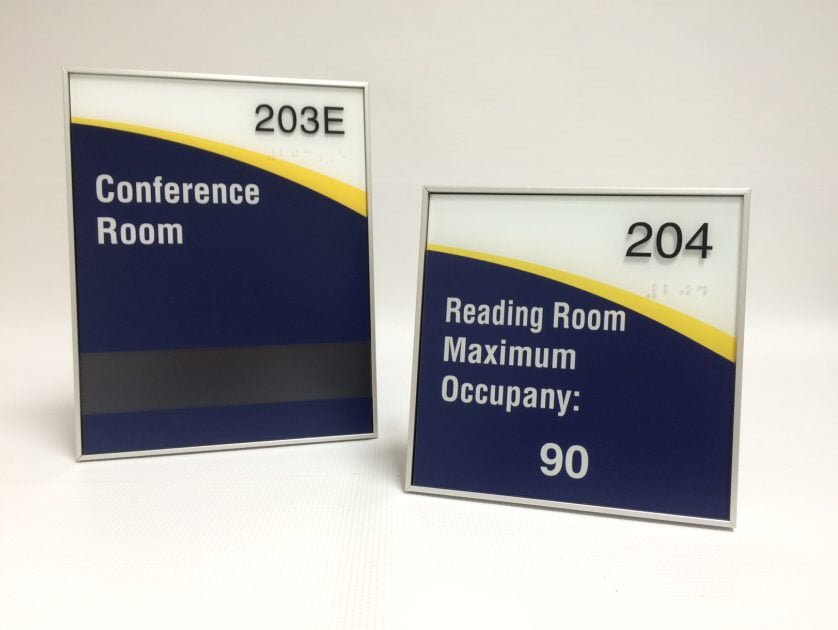 203E
Conference
Room
204
Reading Room
Maximum
Occupany:
90